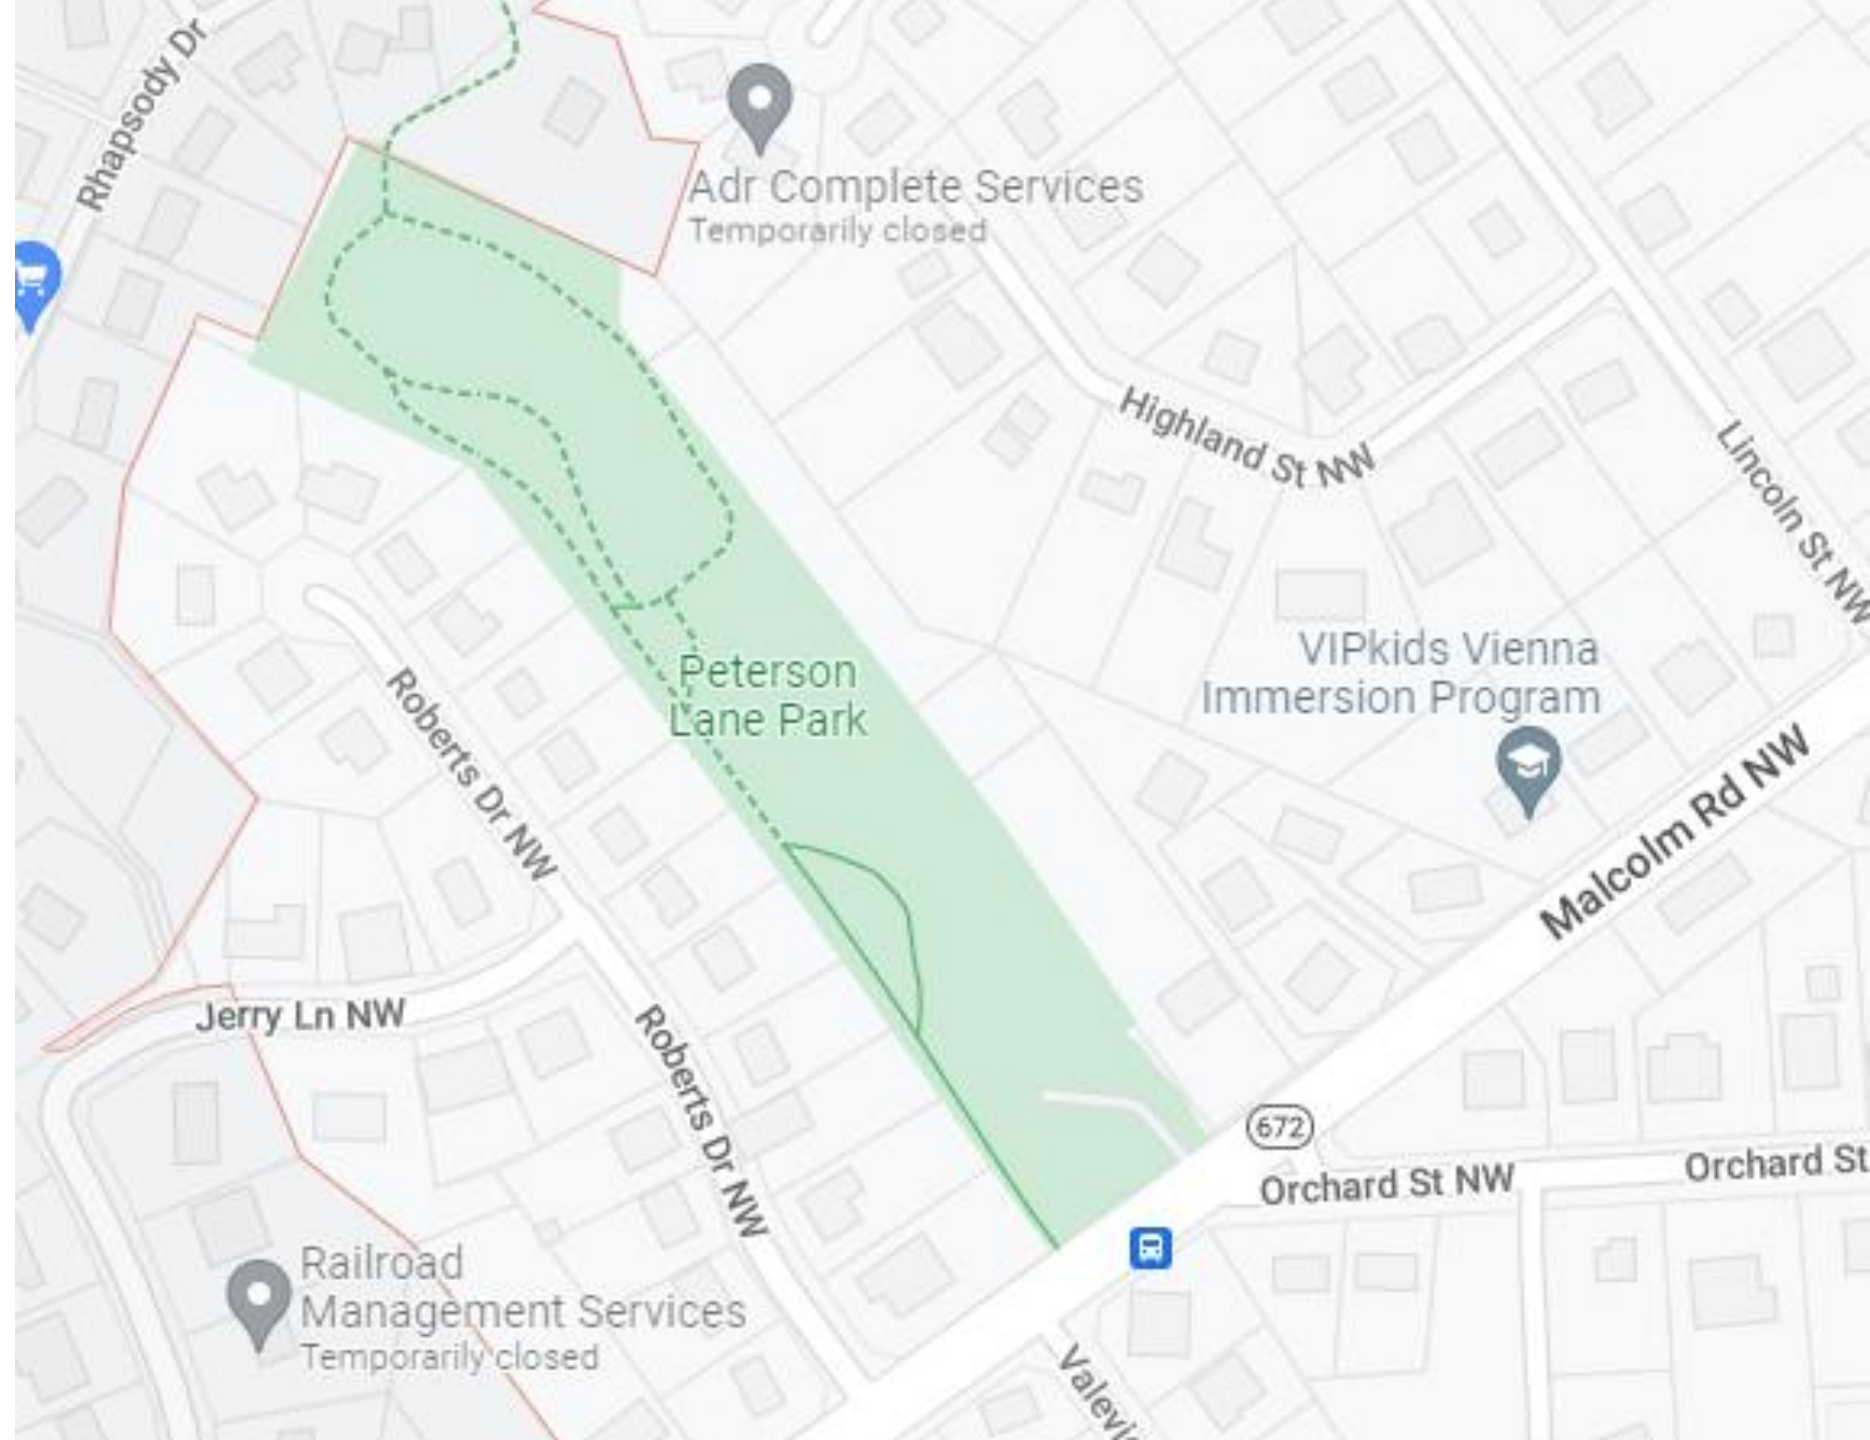 Rhapsody Dr
Adr Complete Services
Temporarily closed
Highland St NW
Lincoln St NW
VIPkids Vienna
Immersion Program
Peterson
Lane Park
Roberts Dr NW
Malcolm Rd NW
Jerry Ln NW
Roberts Dr NW
672
Orchard St NW
Orchard St
Railroad
Management Services
Temporarily closed
Valevi